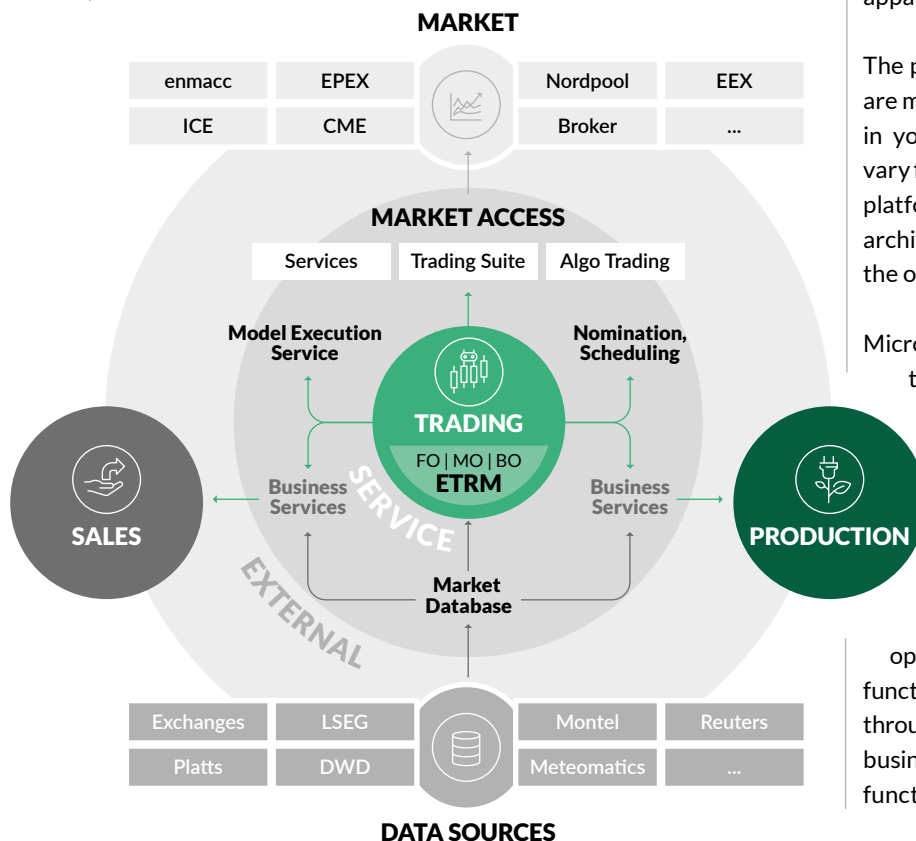 MARKET
enmacc
EPEX
Nordpool
EEX
ICE
CME
Broker
...
MARKET ACCESS
Services
Trading Suite
Algo Trading
Model Execution
Service
Nomination,
Scheduling
TRADING
FO | MO | BO
ETRM
SALES
Business
Services
SERVICE
Business
Services
PRODUCTION
EXTERNAL
Market
Database
Exchanges
LSEG
Montel
Reuters
Platts
DWD
Meteomatics
...
DATA SOURCES
The p
are m
in yo
vary f
platfo
archi
the o
Micro
t
op
funct
throu
busin
funct